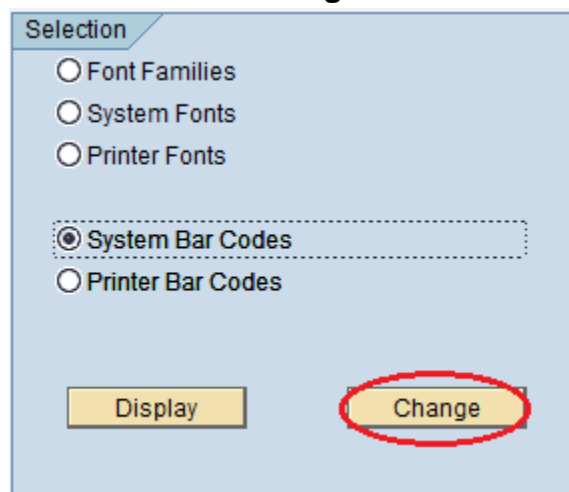 Selection
Font Families
System Fonts
Printer Fonts
System Bar Codes
Printer Bar Codes
Display Change